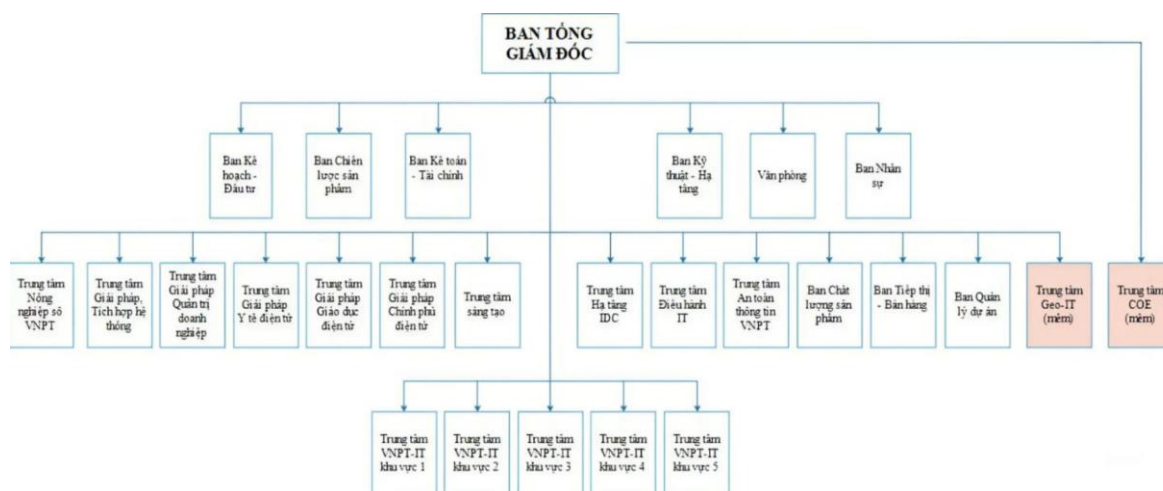 BAN TỔNG
GIÁM ĐỐC
Ban Kế
hoạch -
Đầu tư
Ban Chiến
lược sản
phẩm
Ban Kế toán
- Tài chính
Ban Kỹ
thuật - Hạ
tầng
Văn phòng
Ban Nhân
sự
Trung tâm
Nông
nghiệp số
VNPT
Trung tâm
Giải pháp,
Tích hợp hệ
thống
Trung tâm
Giải pháp
Quản trị
doanh
nghiệp
Trung tâm
Giải pháp
Y tế điện tử
Trung tâm
Giải pháp
Giáo dục
điện tử
Trung tâm
Giải pháp
Chính phủ
điện tử
Trung tâm
sáng tạo
Trung tâm
Hạ tầng
IDC
Trung tâm
Điều hành
IT
Trung tâm
An toàn
thông tin
VNPT
Ban Chất
lượng sản
phẩm
Ban Tiếp thị
- Bán hàng
Ban Quản
lý dự án
Trung tâm
Geo-IT
(mềm)
Trung tâm
COE
(mềm)
Trung tâm
VNPT-IT
khu vực 1
Trung tâm
VNPT-IT
khu vực 2
Trung tâm
VNPT-IT
khu vực 3
Trung tâm
VNPT-IT
khu vực 4
Trung tâm
VNPT-IT
khu vực 5